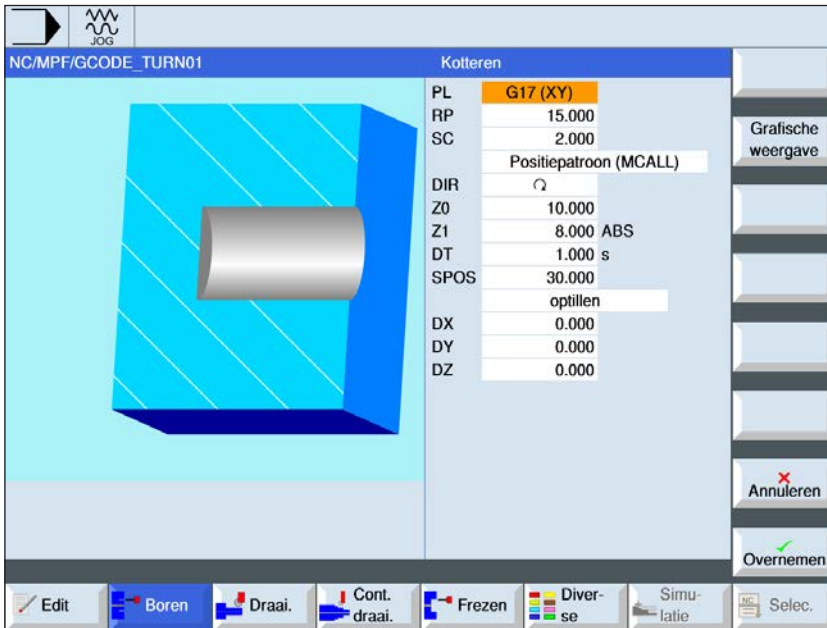 JOG
NC/MPF/GCODE_TURN01
Kotteren
PL G17 (XY)
RP 15.000
SC 2.000
Positiepatroon (MCALL)
DIR
Z0 10.000
Z1 8.000 ABS
DT 1.000 s
SPOS 30.000
optillen
DX 0.000
DY 0.000
DZ 0.000
Grafische
weergave
Annuleren
Overnemen
Edit
Boren
Draai.
Cont.
draai.
Frezen
Diver-
se
Simu-
latie
NC
Selec.